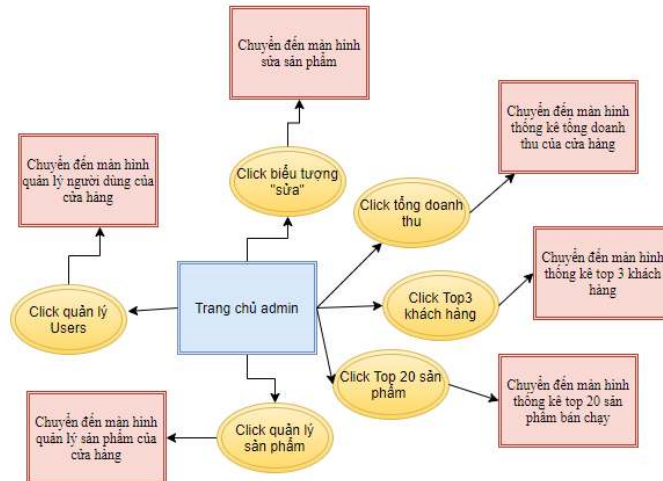 Chuyển đến màn hình
sửa sản phẩm
Chuyển đến màn hình
thống kê tổng doanh
thu của cửa hàng
Chuyển đến màn hình
quản lý người dùng của
cửa hàng
Click biểu tượng
"sửa"
Click tổng doanh
thu
Chuyển đến màn hình
thống kê top 3 khách
hàng
Click quản lý
Users
Trang chủ admin
Click Top3
khách hàng
Click Top 20 sản
phẩm
Chuyển đến màn hình
thống kê top 20 sản
phẩm bán chạy
Chuyển đến màn hình
quản lý sản phẩm của
cửa hàng
Click quản lý
sản phẩm